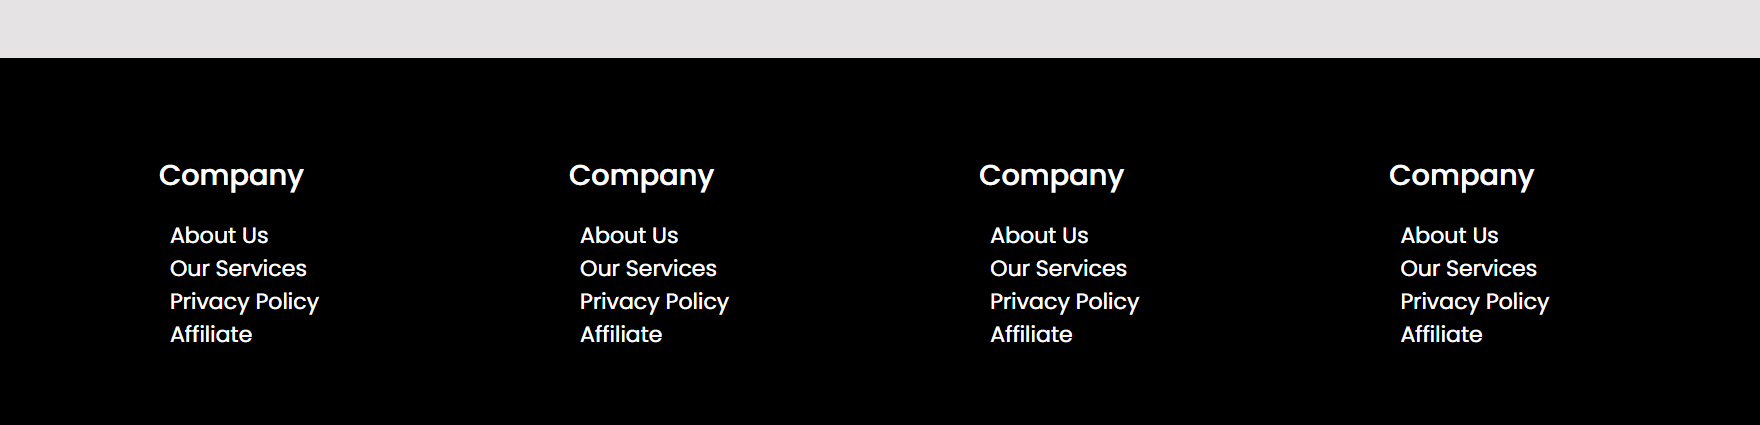 Company
About Us
Our Services
Privacy Policy
Affiliate
Company
About Us
Our Services
Privacy Policy
Affiliate
Company
About Us
Our Services
Privacy Policy
Affiliate
Company
About Us
Our Services
Privacy Policy
Affiliate